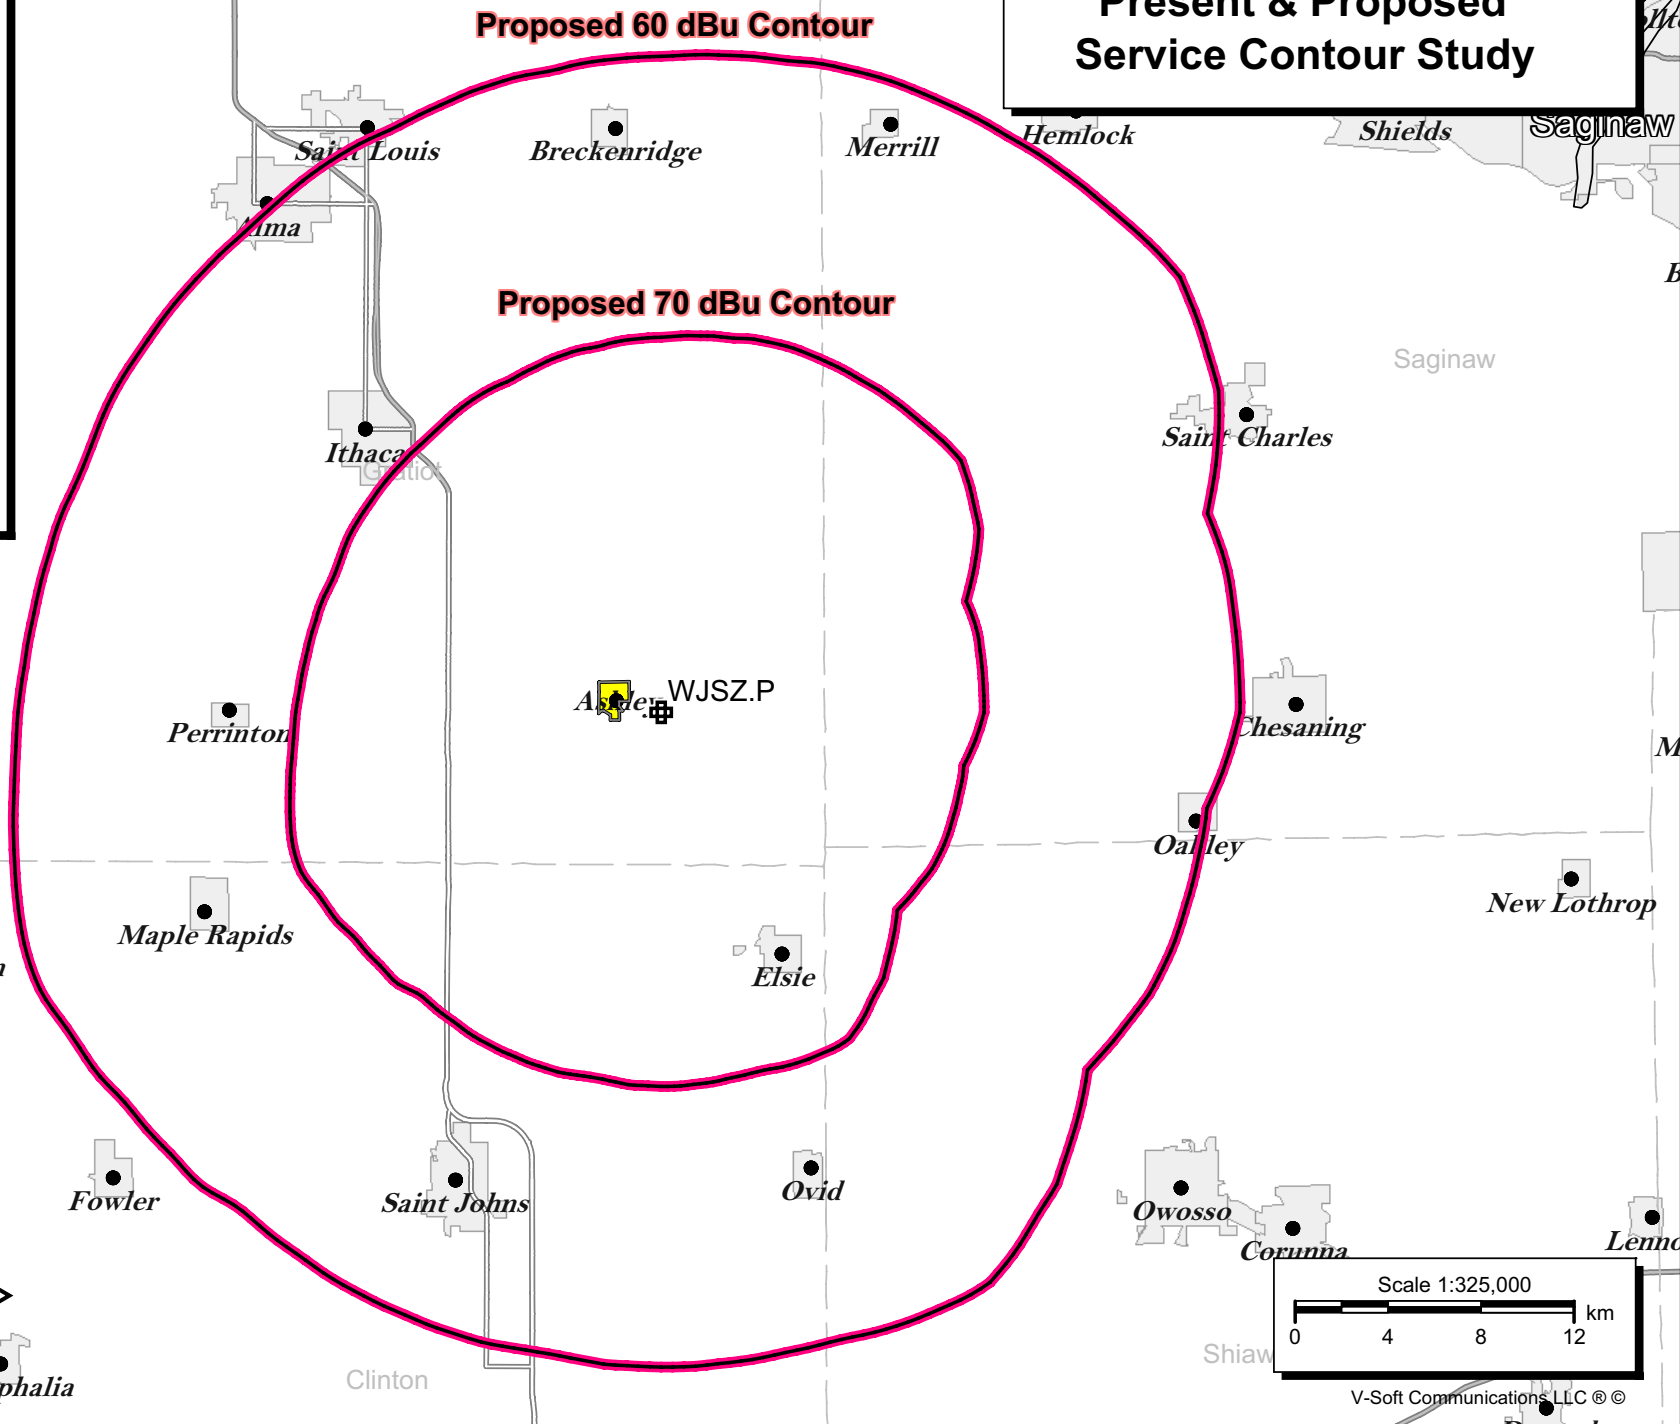 Proposed 60 dBu Contour
Present & Proposed
Service Contour Study
Saint Louis
Breckenridge
Merrill
Hemlock
Shields
Saginaw
Alma
Proposed 70 dBu Contour
Saginaw
Saint Charles
Ithaca
Gratiot
Ashley
WJSZ.P
Perrinton
Chesaning
Oakley
New Lothrop
Maple Rapids
Elsie
Fowler
Saint Johns
Ovid
Owosso
Corunna
Scale 1:325,000
0 4 8 12 km
Clinton
V-Soft Communications LLC ® ©